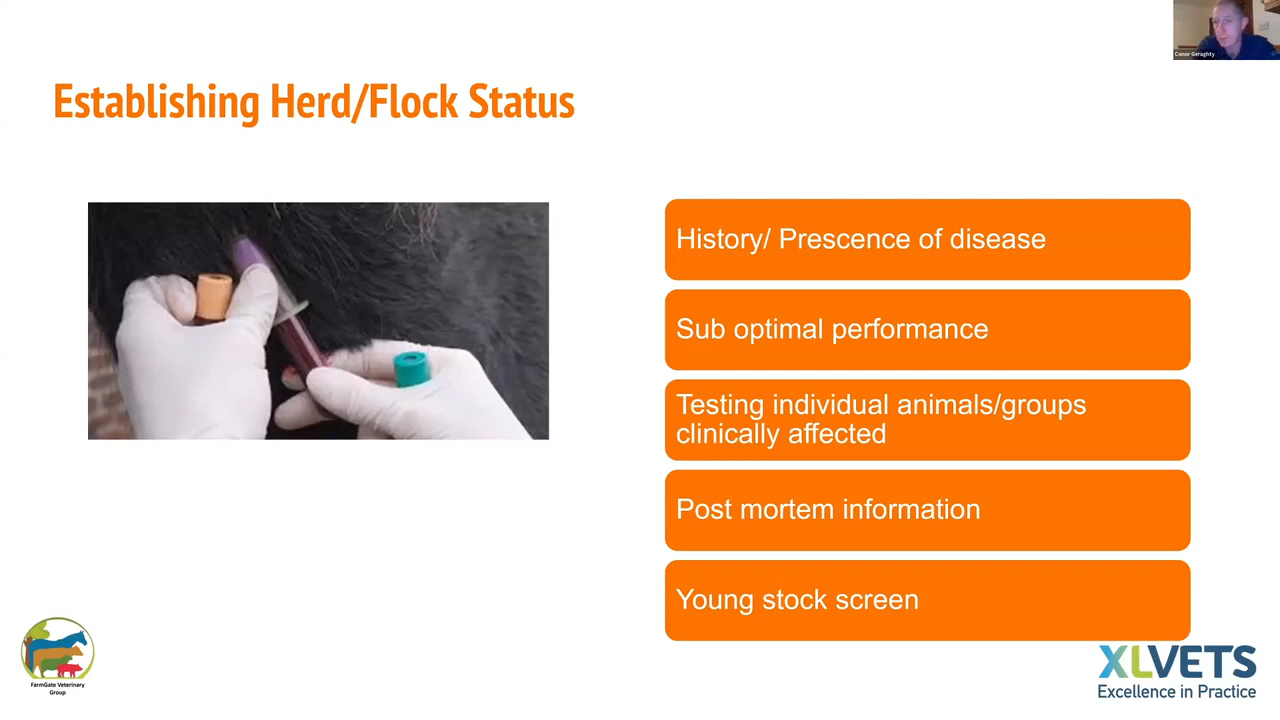 Conor Geraghty
Establishing Herd/Flock Status
History/ Prescence of disease
Sub optimal performance
Testing individual animals/groups
clinically affected
Post mortem information
Young stock screen
FarmGate Veterinary
Group
XLVETS
Excellence in Practice